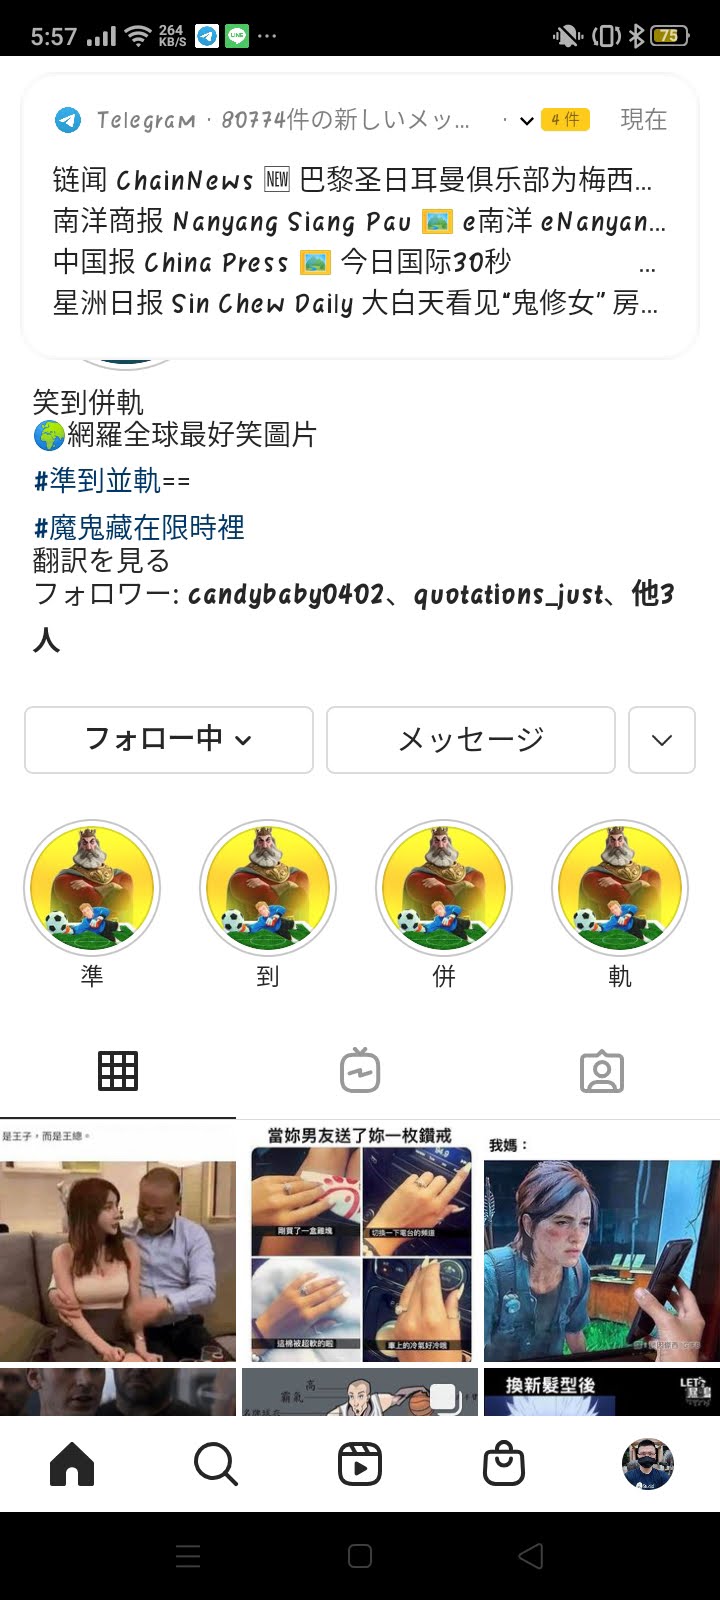 5:57 264 KB/S 75
Telegram · 80774件の新しいメッ... · 4 件 現在
链闻 ChainNews 🆕 巴黎圣日耳曼俱乐部为梅西...
南洋商报 Nanyang Siang Pau 🖼️ e南洋 eNanyan...
中国报 China Press 🖼️ 今日国际30秒 ...
星洲日报 Sin Chew Daily 大白天看见“鬼修女” 房...
笑到併軌
🌍網羅全球最好笑圖片
#準到並軌==
#魔鬼藏在限時裡
翻訳を見る
フォロワー: candybaby0402、quotations_just、他3
人
フォロー中 メッセージ
準 到 併 軌
是王子，而是王總。
當妳男友送了妳一枚鑽戒
剛買了一盒雞塊
切換一下電台的頻道
這棉被超軟的啦
車上的冷氣好冷哦
我媽：
高
霸氣
換新髮型後